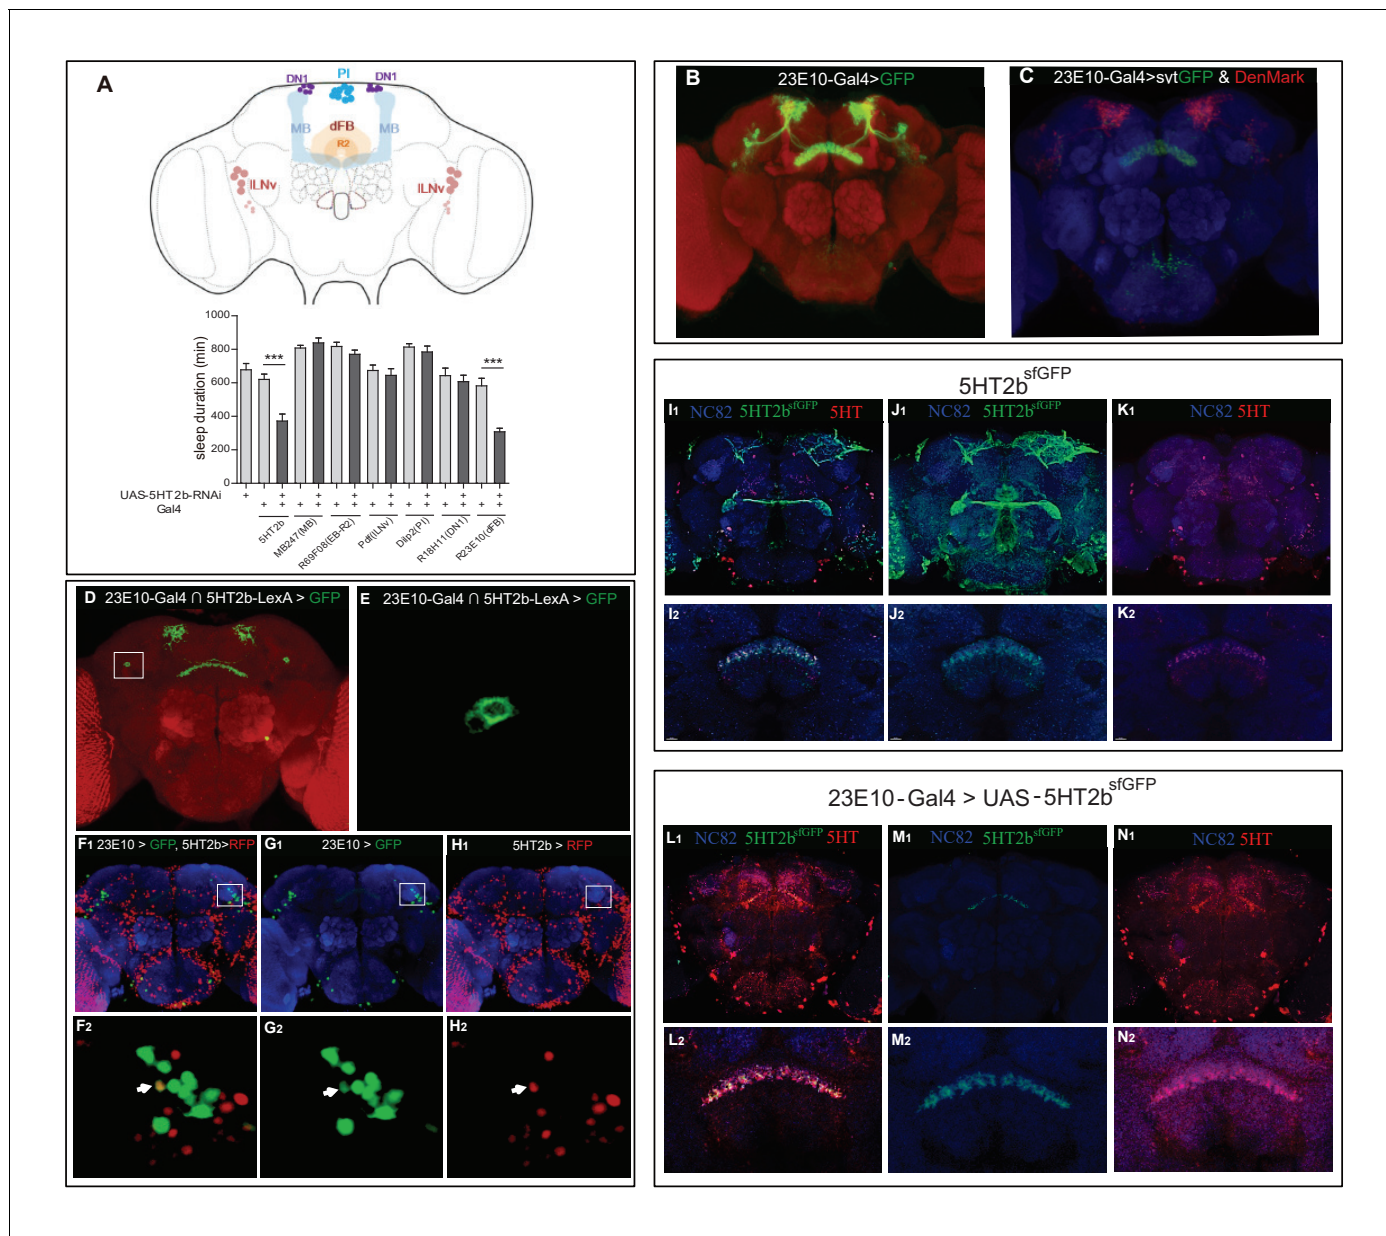 A
PI
DN1
DN1
MB
dFB
MB
R2
lLNv
lLNv
sleep duration (min)
1000
800
600
400
200
0
***
***
UAS-5HT2b-RNAi + + + + + + + +
Gal4 + + + + + + + + + + + + + +
5HT2b
MB247(MB)
R69F08(EB-R2)
Pdf(lLNv)
Dilp2(PI)
R18H11(DN1)
R23E10(dFB)
B 23E10-Gal4>GFP
C 23E10-Gal4>svtGFP & DenMark
D 23E10-Gal4 ∩ 5HT2b-LexA > GFP
E 23E10-Gal4 ∩ 5HT2b-LexA > GFP
F1 23E10 > GFP, 5HT2b>RFP
G1 23E10 > GFP
H1 5HT2b > RFP
F2
G2
H2
5HT2b sfGFP
I1 NC82 5HT2b sfGFP 5HT
J1 NC82 5HT2b sfGFP
K1 NC82 5HT
I2
J2
K2
23E10-Gal4 > UAS-5HT2b sfGFP
L1 NC82 5HT2b sfGFP 5HT
M1 NC82 5HT2b sfGFP
N1 NC82 5HT
L2
M2
N2